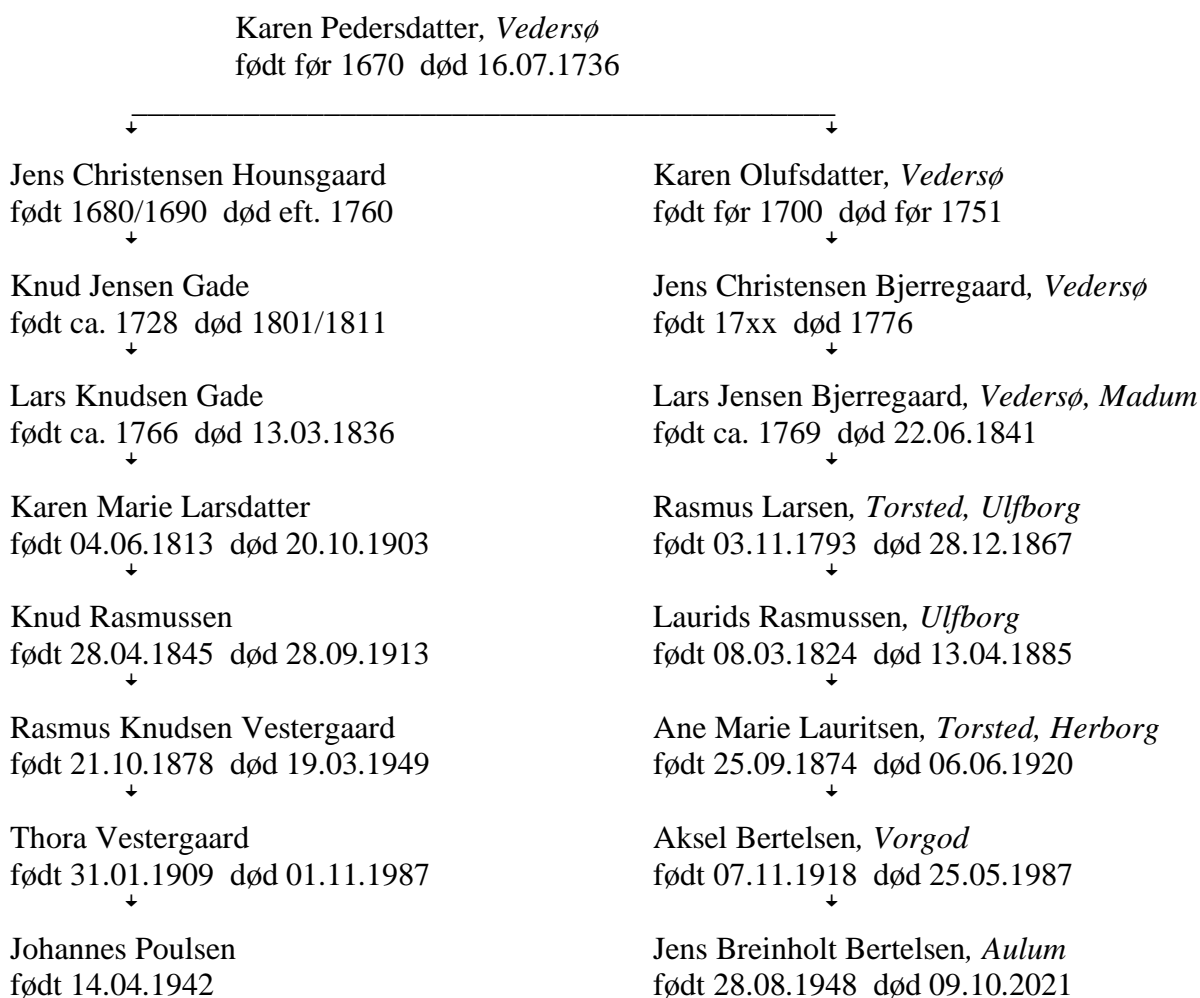 Karen Pedersdatter, Vedersø
født før 1670 død 16.07.1736
Jens Christensen Hounsgaard
født 1680/1690 død eft. 1760
Karen Olufsdatter, Vedersø
født før 1700 død før 1751
Knud Jensen Gade
født ca. 1728 død 1801/1811
Jens Christensen Bjerregaard, Vedersø
født 17xx død 1776
Lars Knudsen Gade
født ca. 1766 død 13.03.1836
Lars Jensen Bjerregaard, Vedersø, Madum
født ca. 1769 død 22.06.1841
Karen Marie Larsdatter
født 04.06.1813 død 20.10.1903
Rasmus Larsen, Torsted, Ulfborg
født 03.11.1793 død 28.12.1867
Knud Rasmussen
født 28.04.1845 død 28.09.1913
Laurids Rasmussen, Ulfborg
født 08.03.1824 død 13.04.1885
Rasmus Knudsen Vestergaard
født 21.10.1878 død 19.03.1949
Ane Marie Lauritsen, Torsted, Herborg
født 25.09.1874 død 06.06.1920
Thora Vestergaard
født 31.01.1909 død 01.11.1987
Aksel Bertelsen, Vorgod
født 07.11.1918 død 25.05.1987
Johannes Poulsen
født 14.04.1942
Jens Breinholt Bertelsen, Aulum
født 28.08.1948 død 09.10.2021